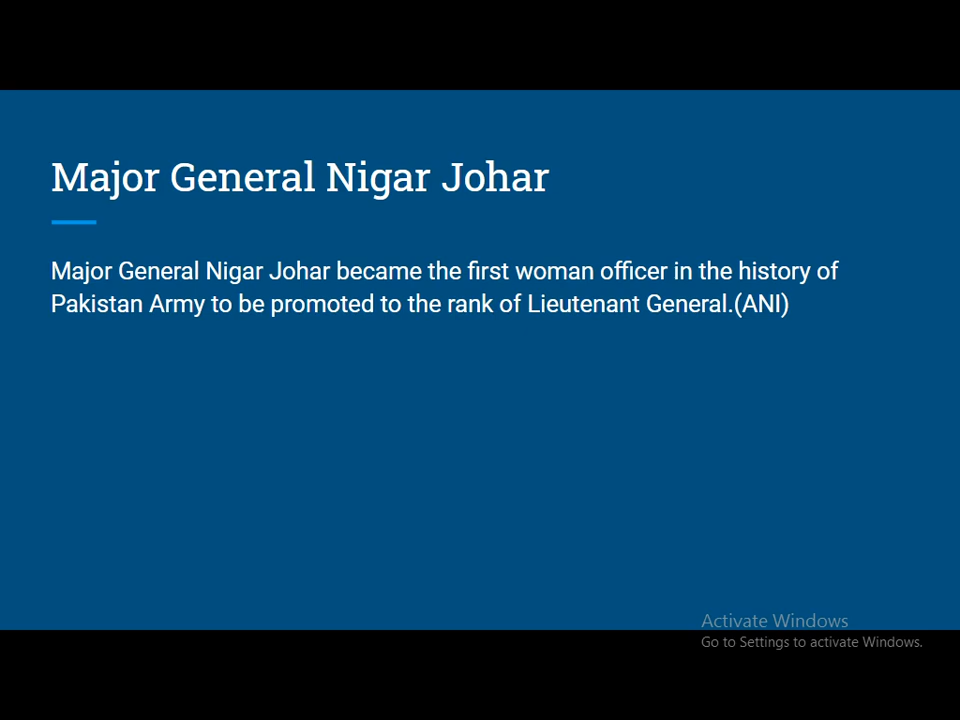 Major General Nigar Johar
Major General Nigar Johar became the first woman officer in the history of
Pakistan Army to be promoted to the rank of Lieutenant General.(ANI)
Activate Windows
Go to Settings to activate Windows.